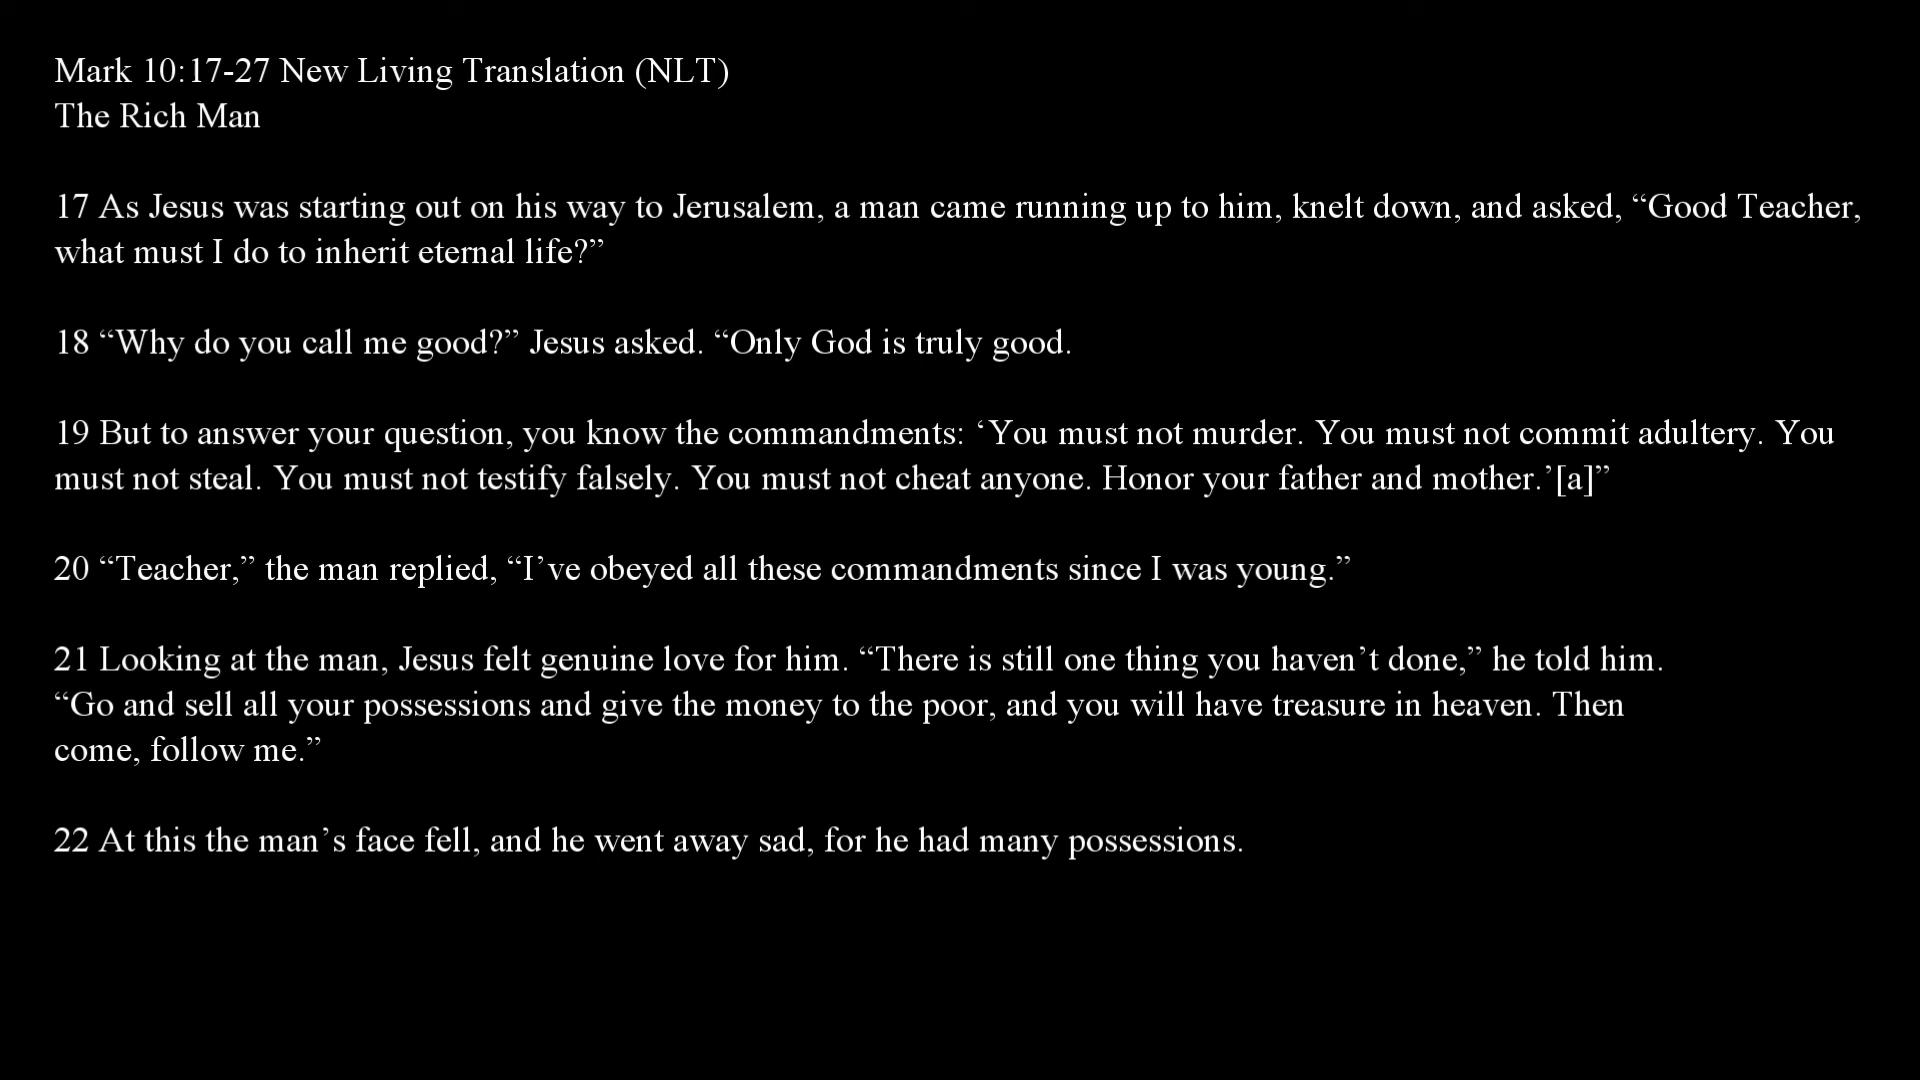 Mark 10:17-27 New Living Translation (NLT)
The Rich Man
17 As Jesus was starting out on his way to Jerusalem, a man came running up to him, knelt down, and asked, “Good Teacher,
what must I do to inherit eternal life?”
18 “Why do you call me good?” Jesus asked. “Only God is truly good.
19 But to answer your question, you know the commandments: ‘You must not murder. You must not commit adultery. You
must not steal. You must not testify falsely. You must not cheat anyone. Honor your father and mother.’[a]”
20 “Teacher,” the man replied, “I’ve obeyed all these commandments since I was young.”
21 Looking at the man, Jesus felt genuine love for him. “There is still one thing you haven’t done,” he told him.
“Go and sell all your possessions and give the money to the poor, and you will have treasure in heaven. Then
come, follow me.”
22 At this the man’s face fell, and he went away sad, for he had many possessions.